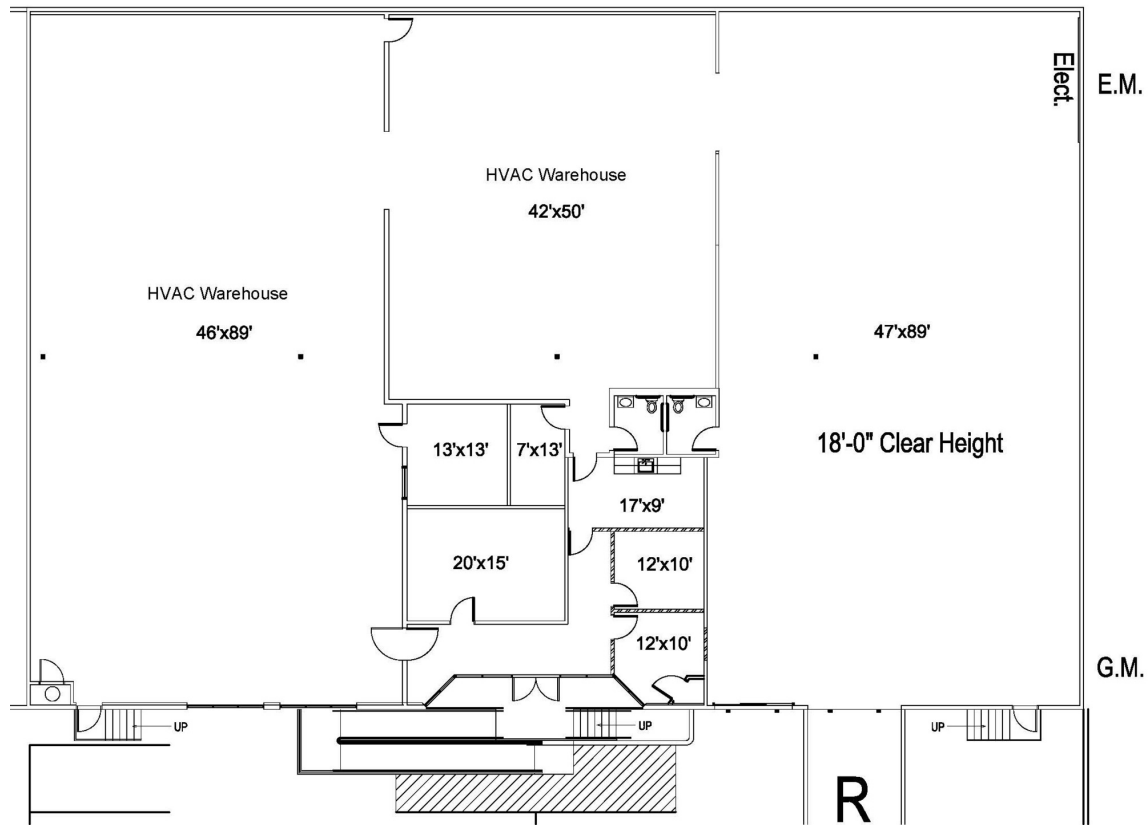 Elect.
E.M.
HVAC Warehouse
42'x50'
HVAC Warehouse
46'x89'
47'x89'
13'x13'
7'x13'
18'-0" Clear Height
17'x9'
20'x15'
12'x10'
12'x10'
G.M.
UP
UP
UP
R